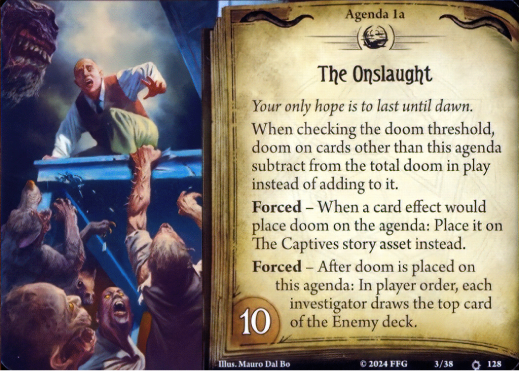 Agenda 1a
The Onslaught
Your only hope is to last until dawn.
When checking the doom threshold,
doom on cards other than this agenda
subtract from the total doom in play
instead of adding to it.
Forced – When a card effect would
place doom on the agenda: Place it on
The Captives story asset instead.
Forced – After doom is placed on
this agenda: In player order, each
investigator draws the top card
of the Enemy deck.
10
Illus. Mauro Dal Bo © 2024 FFG 3/38 128